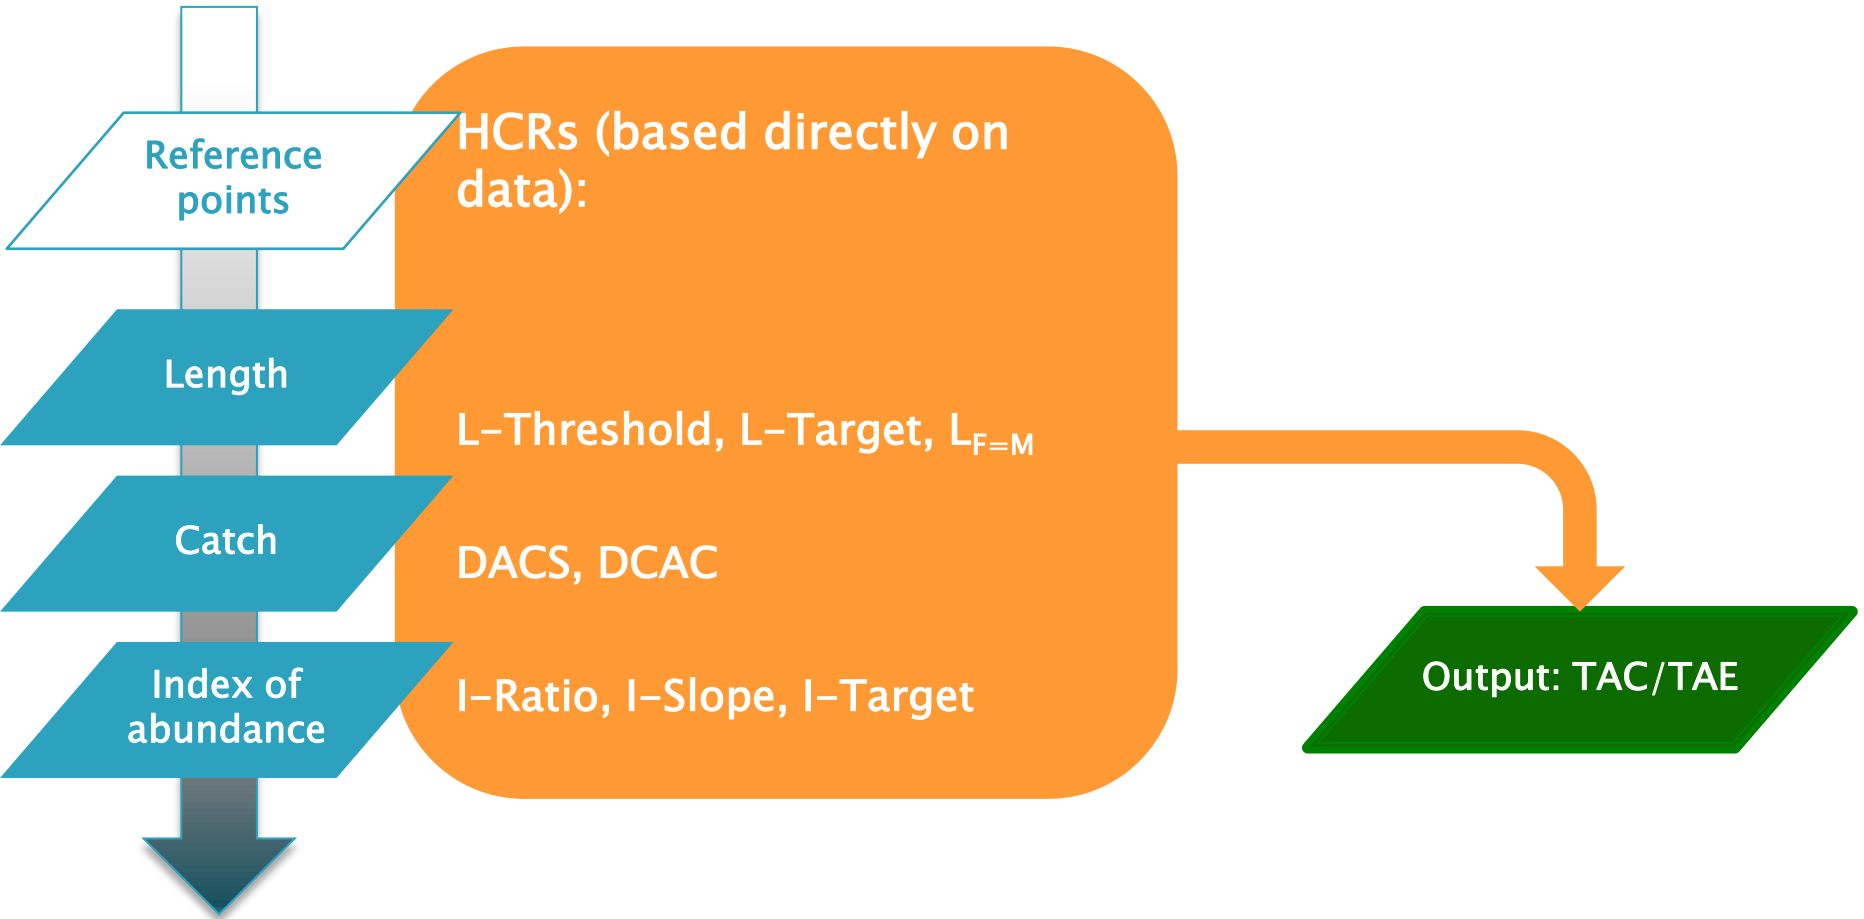 Reference
points
HCRs (based directly on
data):
Length
L-Threshold, L-Target, L_F=M
Catch
DACS, DCAC
Index of
abundance
I-Ratio, I-Slope, I-Target
Output: TAC/TAE